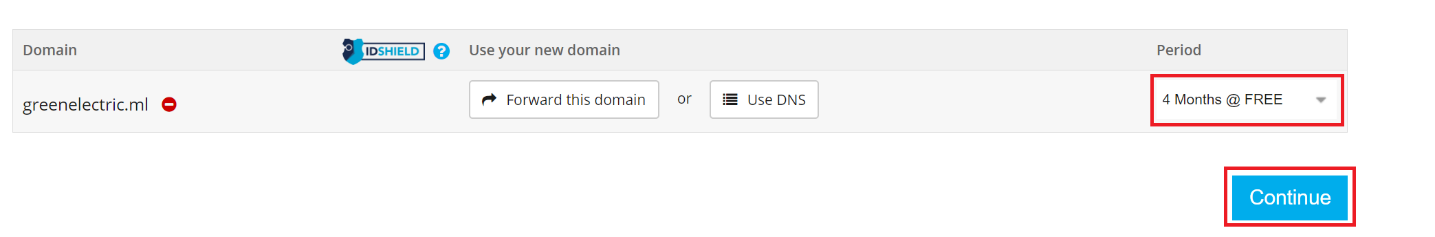 Domain IDSHIELD ? Use your new domain Period
greenelectric.ml Forward this domain or Use DNS 4 Months @ FREE
Continue